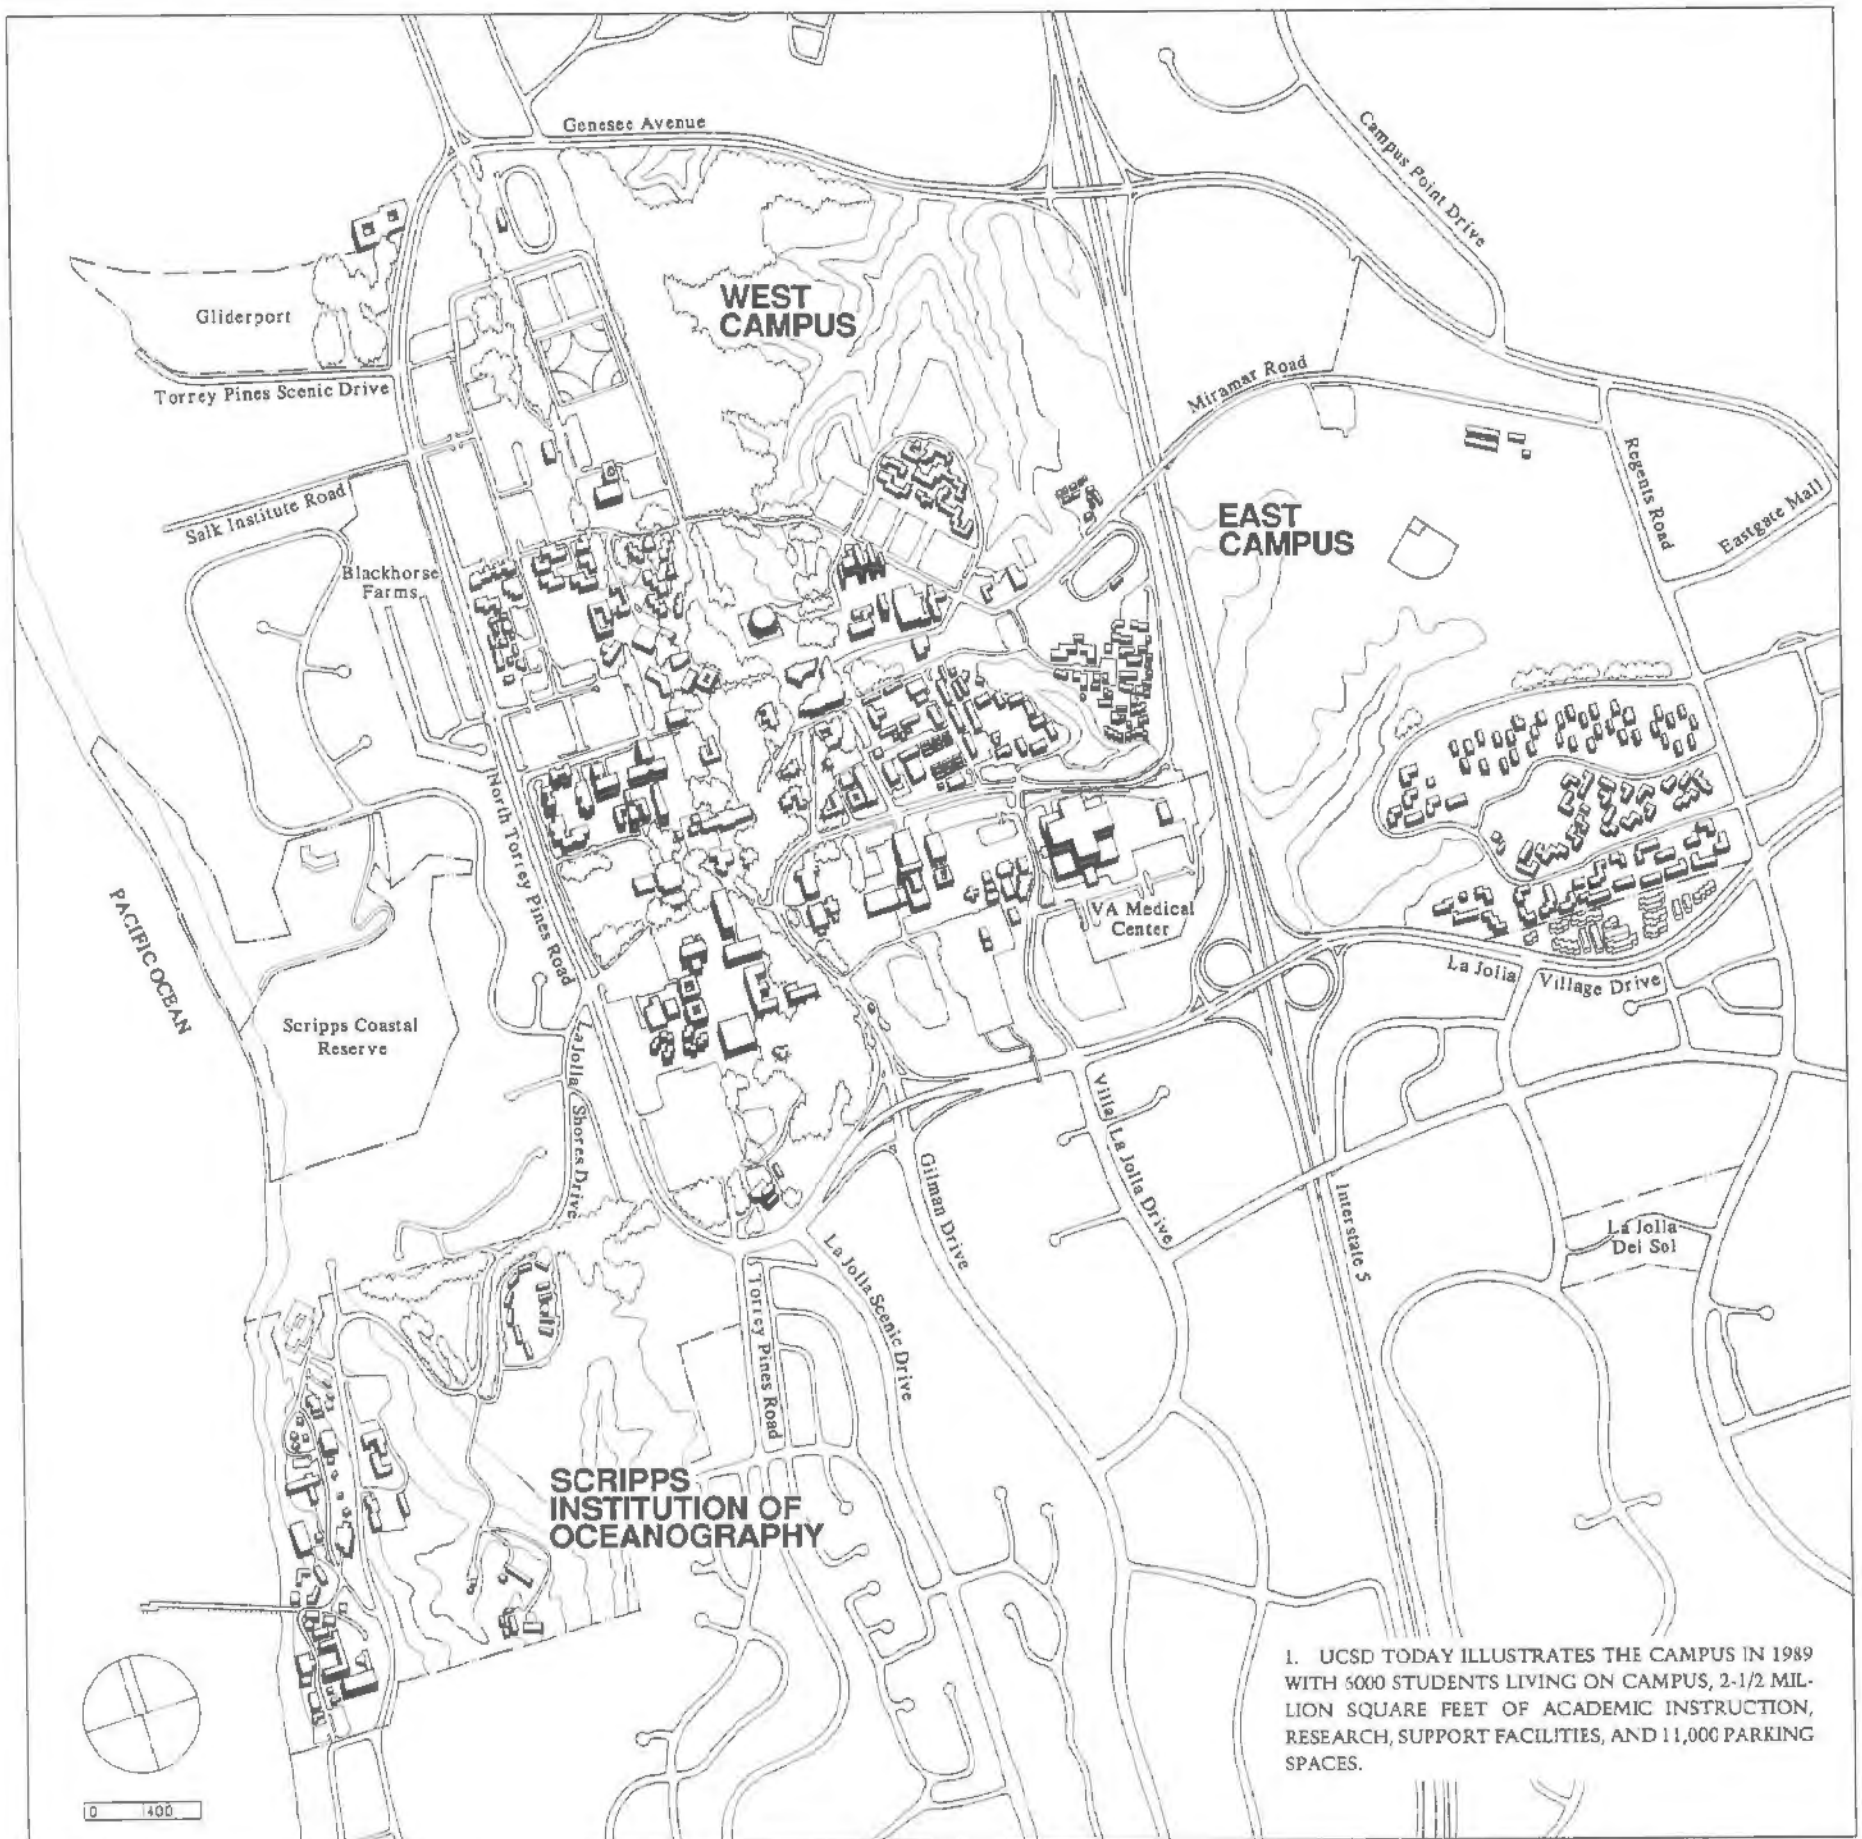 Genesee Avenue
Campus Point Drive
WEST
CAMPUS
Gliderport
Torrey Pines Scenic Drive
Miramar Road
Salk Institute Road
EAST
CAMPUS
Regents Road
Eastgate Mall
Blackhorse
Farms
North Torrey Pines Road
PACIFIC OCEAN
VA Medical
Center
La Jolla Village Drive
Scripps Coastal
Reserve
La Jolla Shores Drive
Villa La Jolla Drive
Gilman Drive
Interstate 5
La Jolla
Del Sol
La Jolla Scenic Drive
Torrey Pines Road
SCRIPPS
INSTITUTION OF
OCEANOGRAPHY
1. UCSD TODAY ILLUSTRATES THE CAMPUS IN 1989
WITH 6000 STUDENTS LIVING ON CAMPUS, 2-1/2 MIL-
LION SQUARE FEET OF ACADEMIC INSTRUCTION,
RESEARCH, SUPPORT FACILITIES, AND 11,000 PARKING
SPACES.
0 400